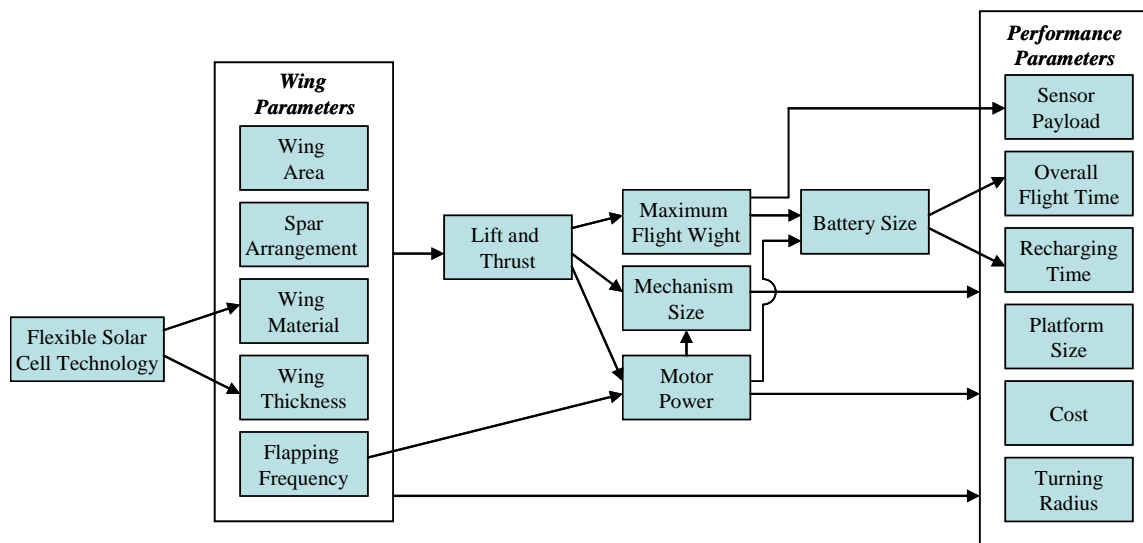 Flexible Solar
Cell Technology
Wing
Parameters
Wing
Area
Spar
Arrangement
Wing
Material
Wing
Thickness
Flapping
Frequency
Lift and
Thrust
Maximum
Flight Wight
Mechanism
Size
Motor
Power
Battery Size
Performance
Parameters
Sensor
Payload
Overall
Flight Time
Recharging
Time
Platform
Size
Cost
Turning
Radius